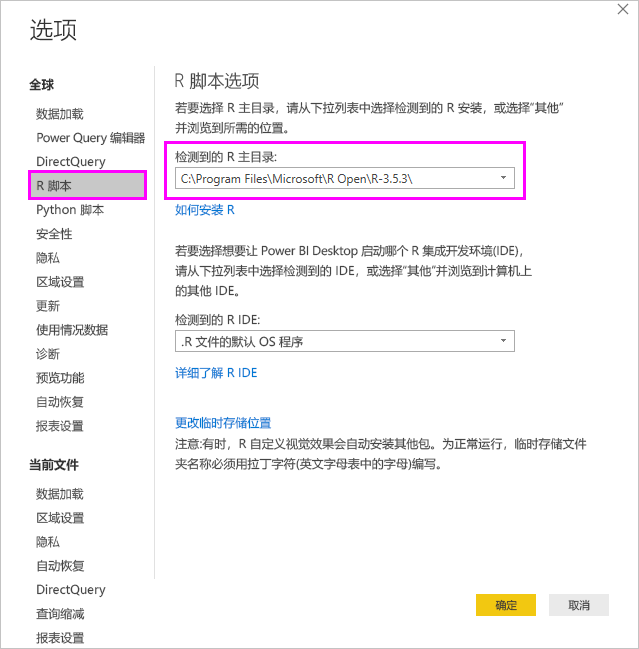 选项
全球
数据加载
Power Query 编辑器
DirectQuery
R 脚本
Python 脚本
安全性
隐私
区域设置
更新
使用情况数据
诊断
预览功能
自动恢复
报表设置
当前文件
数据加载
区域设置
隐私
自动恢复
DirectQuery
查询缩减
报表设置
R 脚本选项
若要选择 R 主目录，请从下拉列表中选择检测到的 R 安装，或选择“其他”
并浏览到所需的位置。
检测到的 R 主目录:
C:\Program Files\Microsoft\R Open\R-3.5.3\
如何安装 R
若要选择想要让 Power BI Desktop 启动哪个 R 集成开发环境(IDE)，
请从下拉列表中选择检测到的 IDE，或选择“其他”并浏览到计算机上
的其他 IDE。
检测到的 R IDE:
.R 文件的默认 OS 程序
详细了解 R IDE
更改临时存储位置
注意:有时，R 自定义视觉效果会自动安装其他包。为正常运行，临时存储文件
夹名称必须用拉丁字符(英文字母表中的字母)编写。
确定
取消